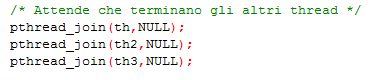 /* Attende che terminano gli altri thread */
pthread_join(th,NULL);
pthread_join(th2,NULL);
pthread_join(th3,NULL);